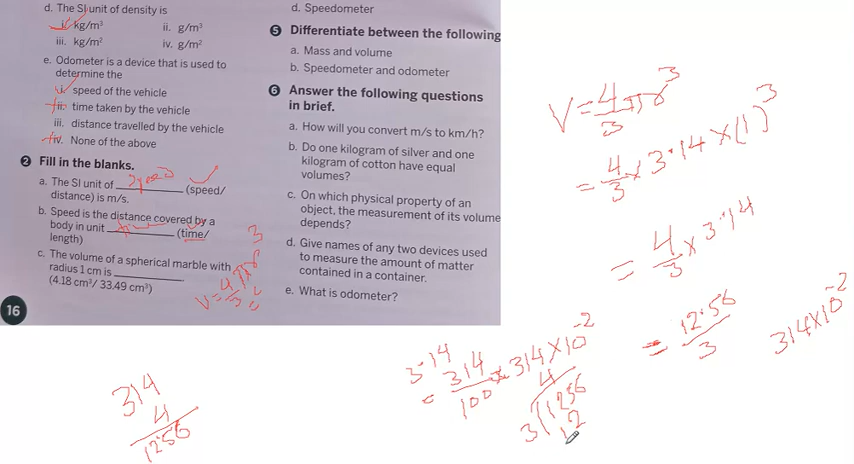 d. The SI unit of density is
i. kg/m³ ii. g/m³
iii. kg/m² iv. g/m²
e. Odometer is a device that is used to
determine the
i. speed of the vehicle
ii. time taken by the vehicle
iii. distance travelled by the vehicle
iv. None of the above
2 Fill in the blanks.
a. The SI unit of speed (speed/
distance) is m/s.
b. Speed is the distance covered by a
body in unit time (time/
length)
c. The volume of a spherical marble with
radius 1 cm is ________
(4.18 cm³/ 33.49 cm³)
V = 4/3 πr³
16
d. Speedometer
5 Differentiate between the following
a. Mass and volume
b. Speedometer and odometer
6 Answer the following questions
in brief.
a. How will you convert m/s to km/h?
b. Do one kilogram of silver and one
kilogram of cotton have equal
volumes?
c. On which physical property of an
object, the measurement of its volume
depends?
d. Give names of any two devices used
to measure the amount of matter
contained in a container.
e. What is odometer?
V = 4/3 πr³
= 4/3 × 3.14 × (1)³
= 4/3 × 3.14
= 12.56/3
314×10⁻²
3.14
= 314/100 × 314×10⁻²
4
3 1256
12
314
4
1256